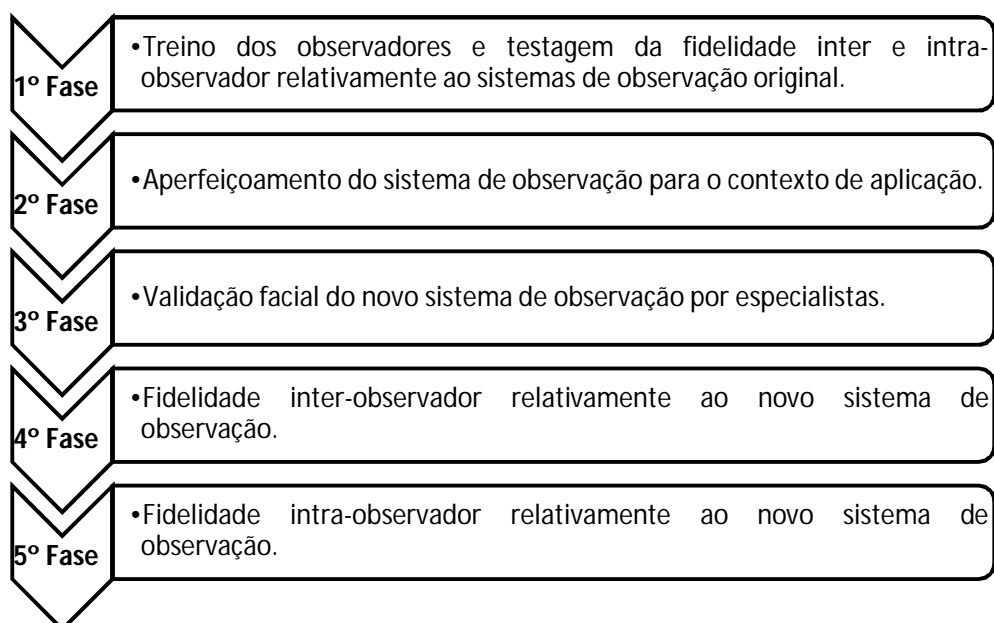 1º Fase
•Treino dos observadores e testagem da fidelidade inter e intra-
observador relativamente ao sistemas de observação original.
2º Fase
•Aperfeiçoamento do sistema de observação para o contexto de aplicação.
3º Fase
•Validação facial do novo sistema de observação por especialistas.
4º Fase
•Fidelidade inter-observador relativamente ao novo sistema de
observação.
5º Fase
•Fidelidade intra-observador relativamente ao novo sistema de
observação.